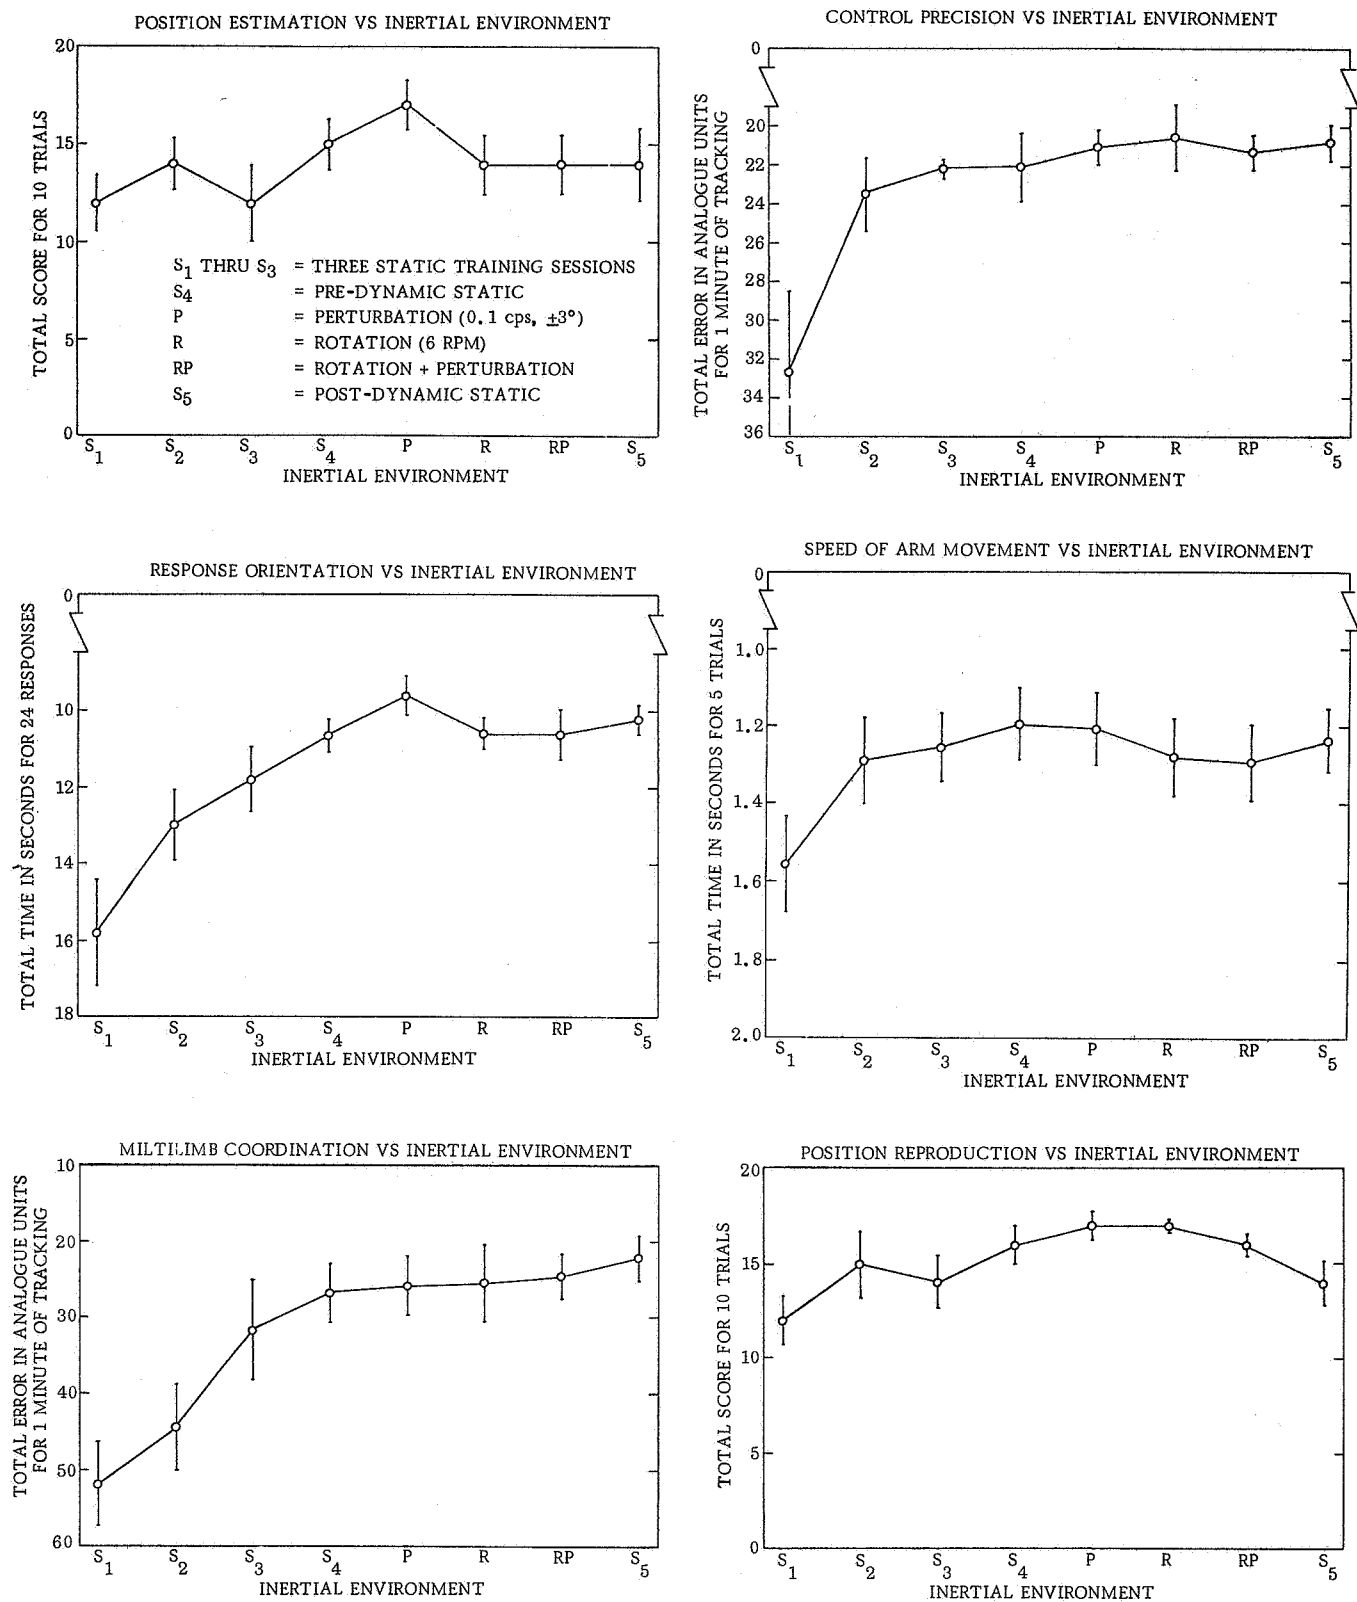 POSITION ESTIMATION VS INERTIAL ENVIRONMENT
20
15
10
5
0
TOTAL SCORE FOR 10 TRIALS
S1 THRU S3 = THREE STATIC TRAINING SESSIONS
S4 = PRE-DYNAMIC STATIC
P = PERTURBATION (0.1 cps, ±3°)
R = ROTATION (6 RPM)
RP = ROTATION + PERTURBATION
S5 = POST-DYNAMIC STATIC
S1 S2 S3 S4 P R RP S5
INERTIAL ENVIRONMENT
CONTROL PRECISION VS INERTIAL ENVIRONMENT
0
20
22
24
26
28
30
32
34
36
TOTAL ERROR IN ANALOGUE UNITS
FOR 1 MINUTE OF TRACKING
S1 S2 S3 S4 P R RP S5
INERTIAL ENVIRONMENT
RESPONSE ORIENTATION VS INERTIAL ENVIRONMENT
0
10
12
14
16
18
TOTAL TIME IN SECONDS FOR 24 RESPONSES
S1 S2 S3 S4 P R RP S5
INERTIAL ENVIRONMENT
SPEED OF ARM MOVEMENT VS INERTIAL ENVIRONMENT
0
1.0
1.2
1.4
1.6
1.8
2.0
TOTAL TIME IN SECONDS FOR 5 TRIALS
S1 S2 S3 S4 P R RP S5
INERTIAL ENVIRONMENT
MILTILIMB COORDINATION VS INERTIAL ENVIRONMENT
10
20
30
40
50
60
TOTAL ERROR IN ANALOGUE UNITS
FOR 1 MINUTE OF TRACKING
S1 S2 S3 S4 P R RP S5
INERTIAL ENVIRONMENT
POSITION REPRODUCTION VS INERTIAL ENVIRONMENT
20
15
10
5
0
TOTAL SCORE FOR 10 TRIALS
S1 S2 S3 S4 P R RP S5
INERTIAL ENVIRONMENT